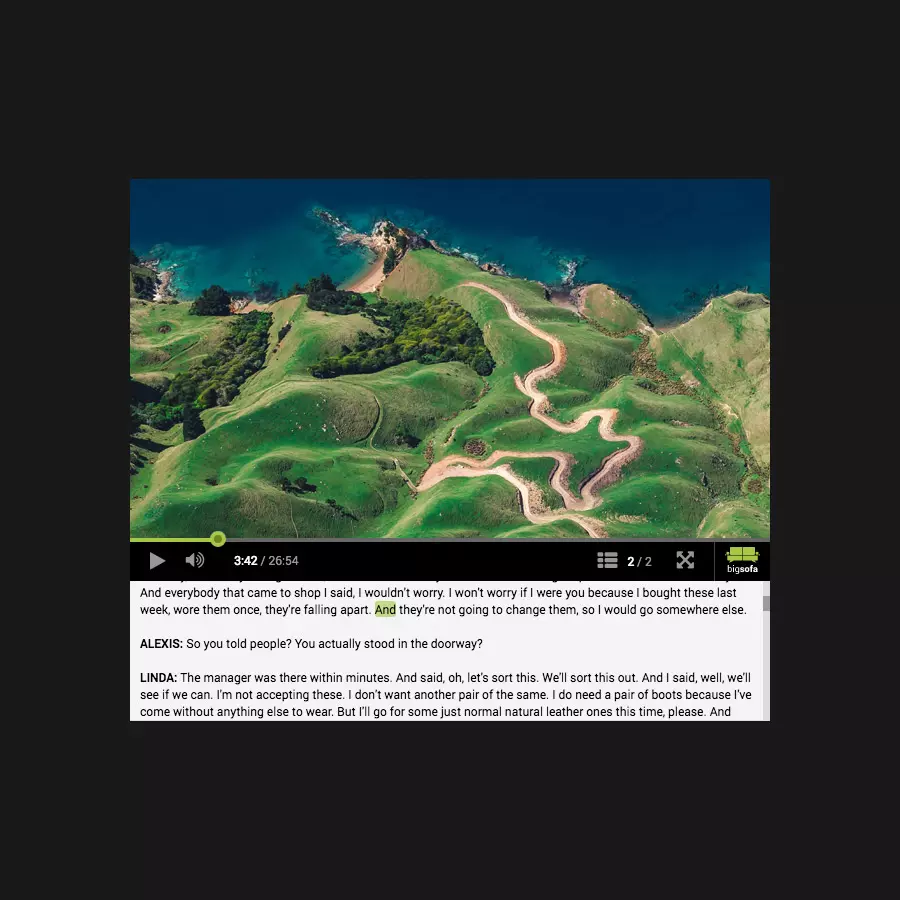 3:42 / 26:54
2 / 2
bigsofa
And everybody that came to shop I said, I wouldn't worry. I won't worry if I were you because I bought these last
week, wore them once, they're falling apart. And they're not going to change them, so I would go somewhere else.
ALEXIS: So you told people? You actually stood in the doorway?
LINDA: The manager was there within minutes. And said, oh, let's sort this. We'll sort this out. And I said, well, we'll
see if we can. I'm not accepting these. I don't want another pair of the same. I do need a pair of boots because I've
come without anything else to wear. But I'll go for some just normal natural leather ones this time, please. And